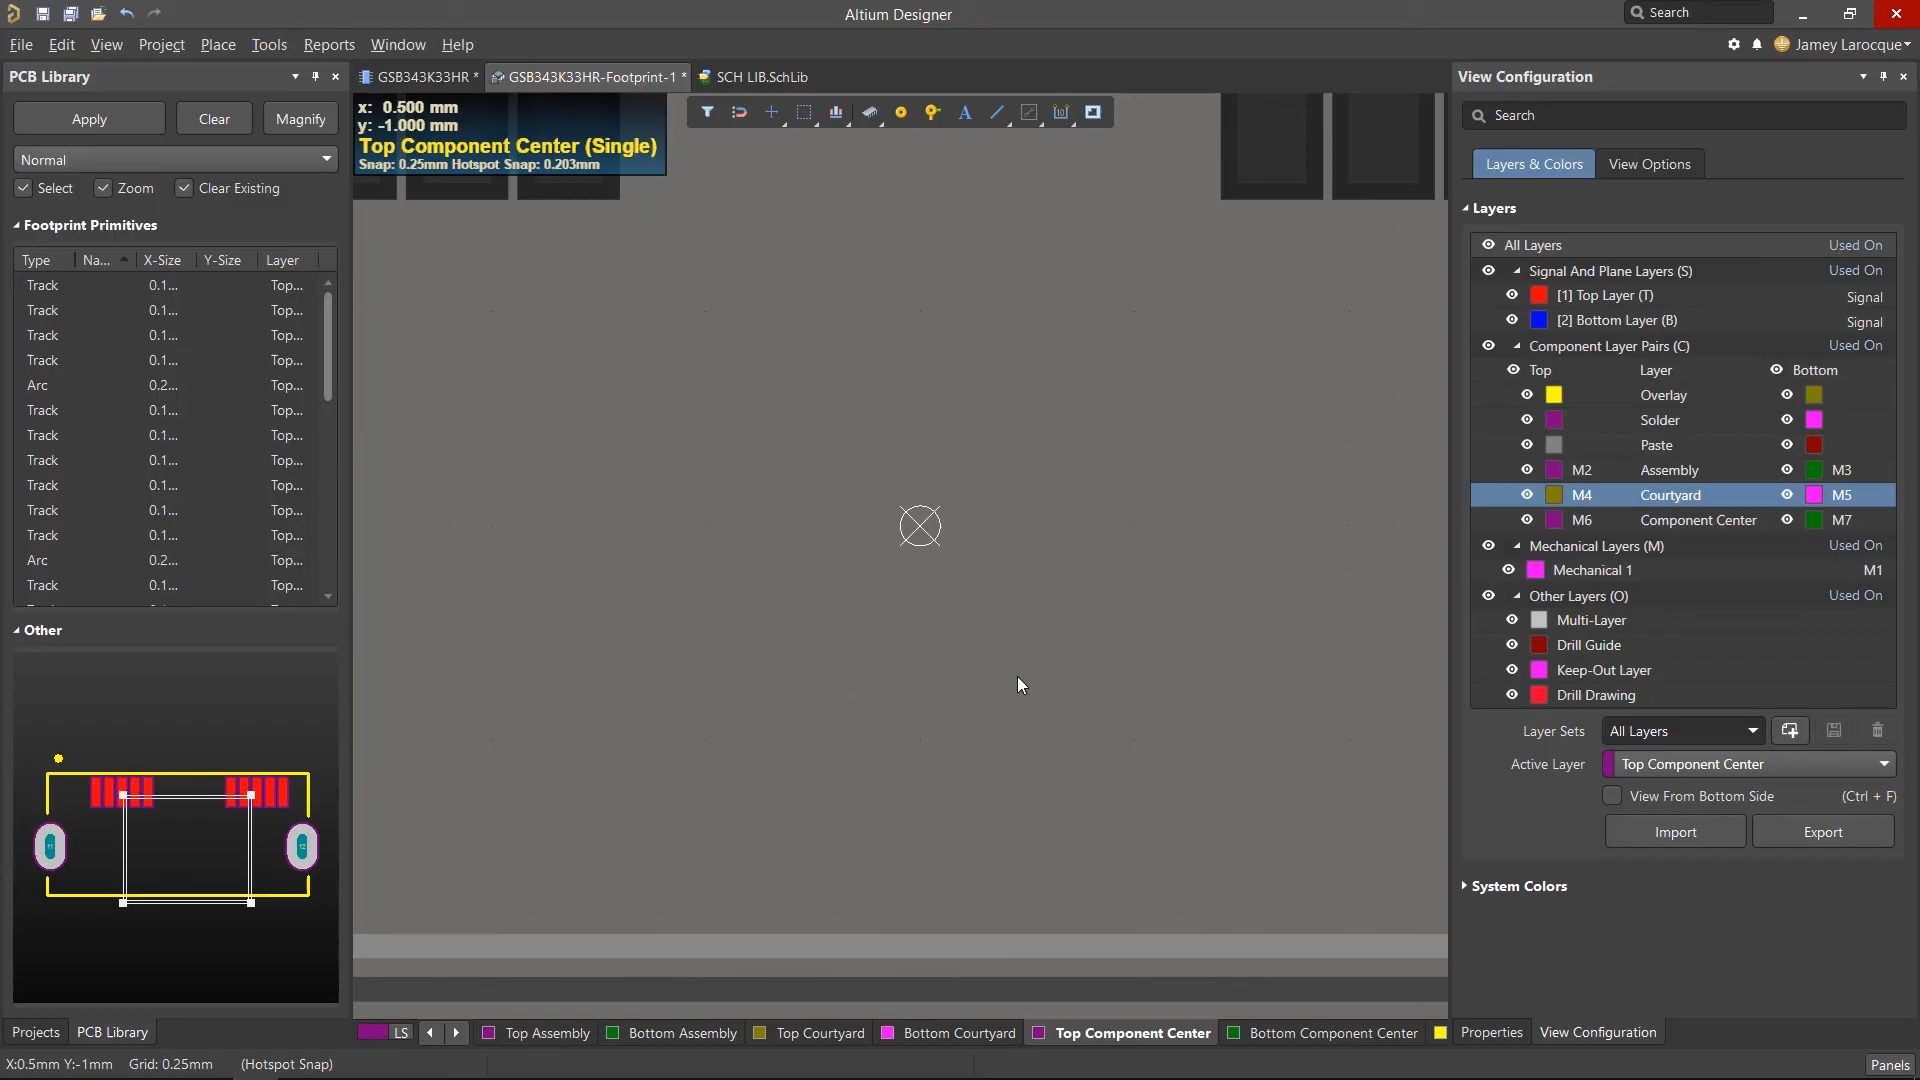 Altium Designer
Search
File Edit View Project Place Tools Reports Window Help
Jamey Larocque
PCB Library
GSB343K33HR * GSB343K33HR-Footprint-1 * SCH LIB.SchLib
View Configuration
x: 0.500 mm
y: -1.000 mm
Top Component Center (Single)
Snap: 0.25mm Hotspot Snap: 0.203mm
Apply Clear Magnify
Normal
Select Zoom Clear Existing
Footprint Primitives
Type Na... X-Size Y-Size Layer
Track 0.1... Top...
Track 0.1... Top...
Track 0.1... Top...
Track 0.1... Top...
Arc 0.2... Top...
Track 0.1... Top...
Track 0.1... Top...
Track 0.1... Top...
Track 0.1... Top...
Track 0.1... Top...
Track 0.1... Top...
Arc 0.2... Top...
Track 0.1... Top...
Other
11 12
Projects PCB Library
Search
Layers & Colors View Options
Layers
All Layers Used On
Signal And Plane Layers (S) Used On
[1] Top Layer (T) Signal
[2] Bottom Layer (B) Signal
Component Layer Pairs (C) Used On
Top Layer Bottom
Overlay
Solder
Paste
M2 Assembly M3
M4 Courtyard M5
M6 Component Center M7
Mechanical Layers (M) Used On
Mechanical 1 M1
Other Layers (O) Used On
Multi-Layer
Drill Guide
Keep-Out Layer
Drill Drawing
Layer Sets All Layers
Active Layer Top Component Center
View From Bottom Side (Ctrl + F)
Import Export
System Colors
LS Top Assembly Bottom Assembly Top Courtyard Bottom Courtyard Top Component Center Bottom Component Center
Properties View Configuration
X:0.5mm Y:-1mm Grid: 0.25mm (Hotspot Snap)
Panels